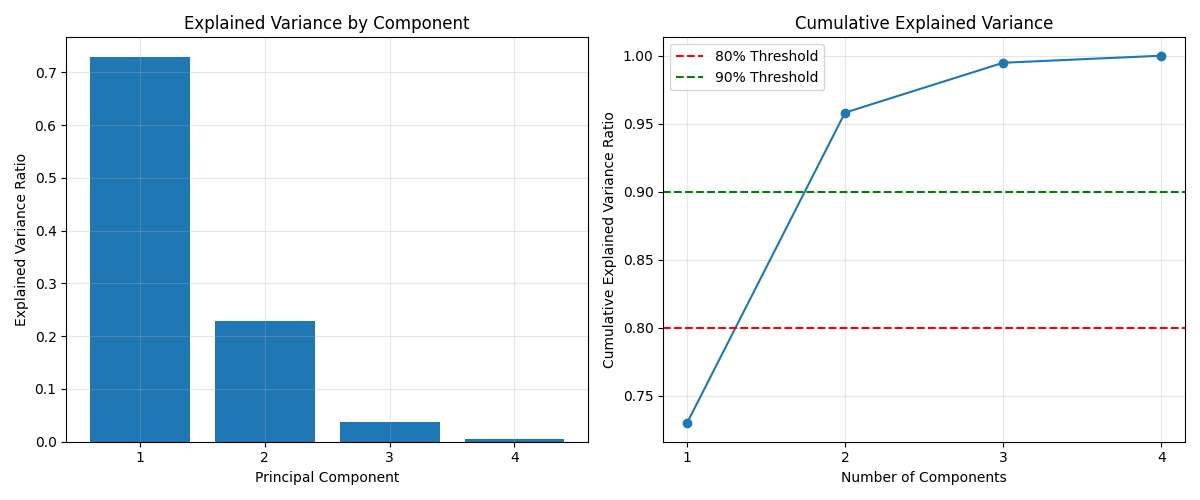 Explained Variance by Component
Explained Variance Ratio
0.7
0.6
0.5
0.4
0.3
0.2
0.1
0.0
1 2 3 4
Principal Component
Cumulative Explained Variance
80% Threshold
90% Threshold
Cumulative Explained Variance Ratio
1.00
0.95
0.90
0.85
0.80
0.75
1 2 3 4
Number of Components